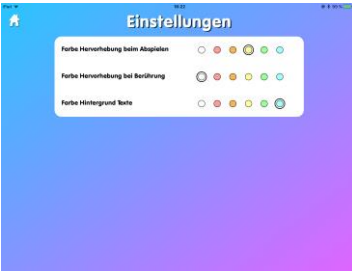 Einstellungen
Farbe Hervorhebung beim Abspielen
Farbe Hervorhebung bei Berührung
Farbe Hintergrund Texte